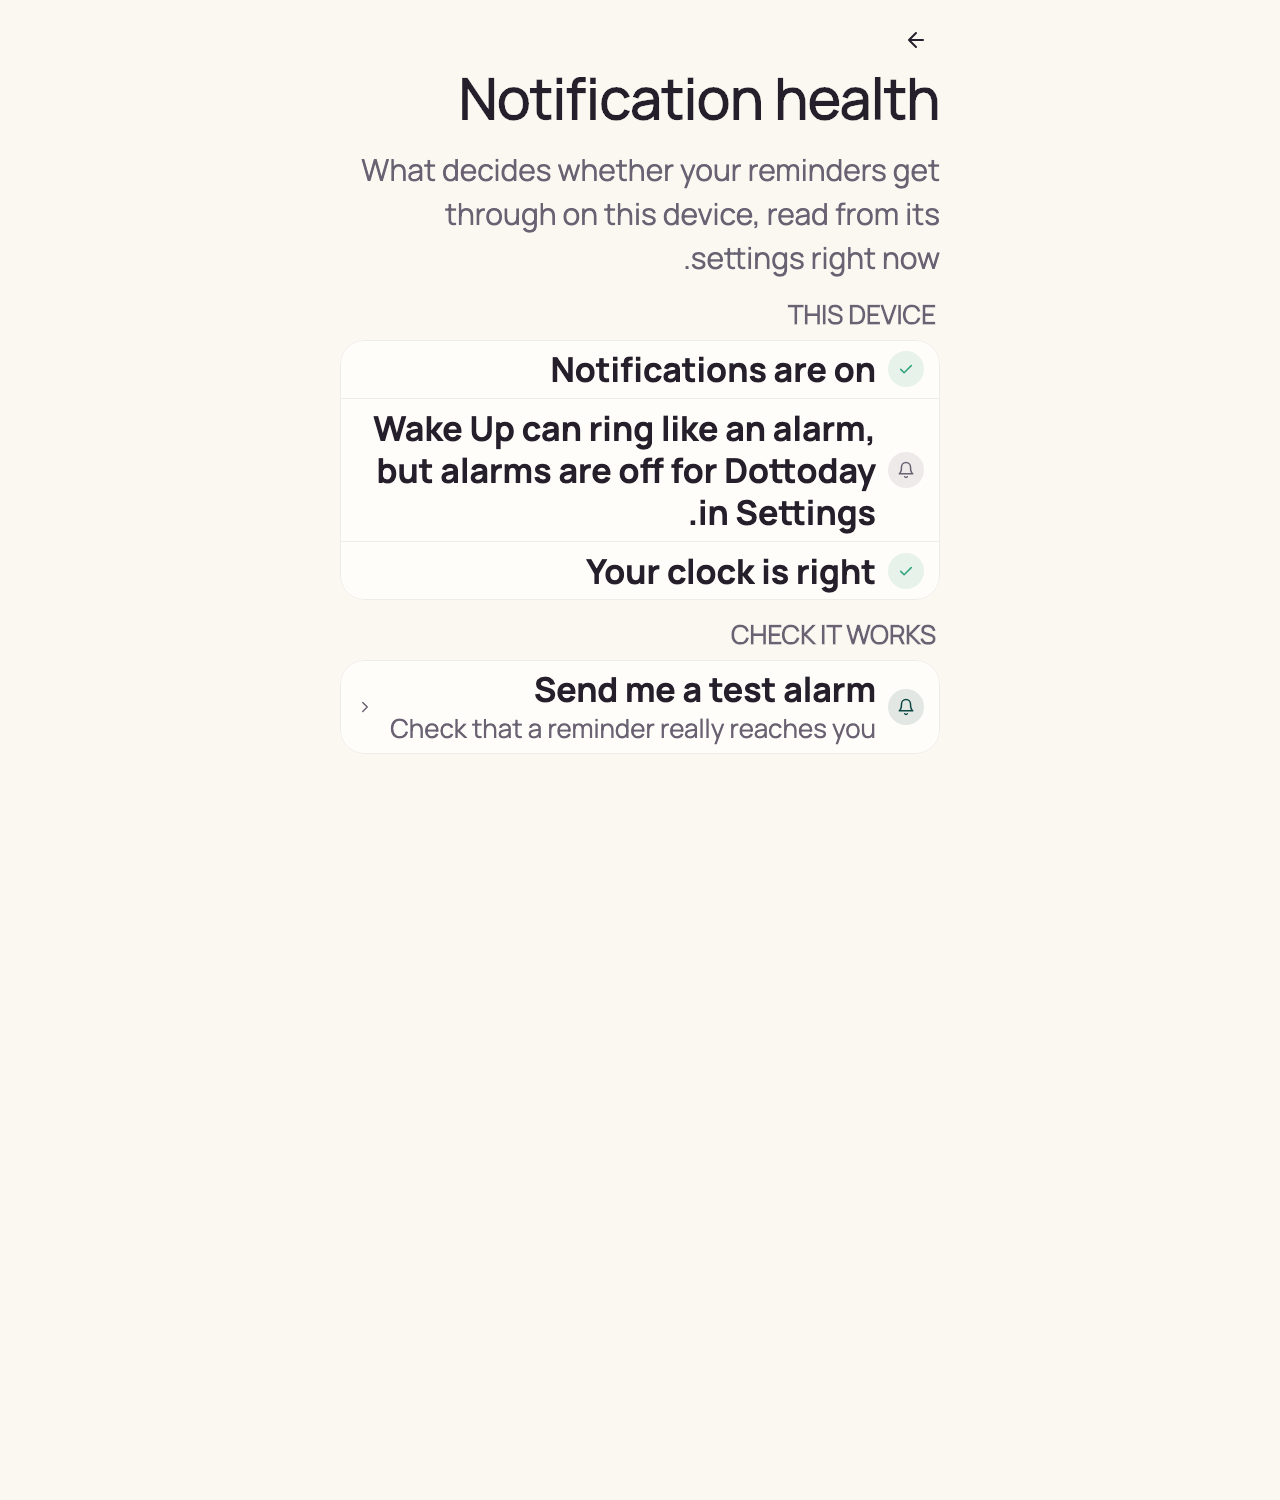 Notification health
What decides whether your reminders get
through on this device, read from its
.settings right now
THIS DEVICE
Notifications are on
Wake Up can ring like an alarm,
but alarms are off for Dottoday
.in Settings
Your clock is right
CHECK IT WORKS
Send me a test alarm
Check that a reminder really reaches you